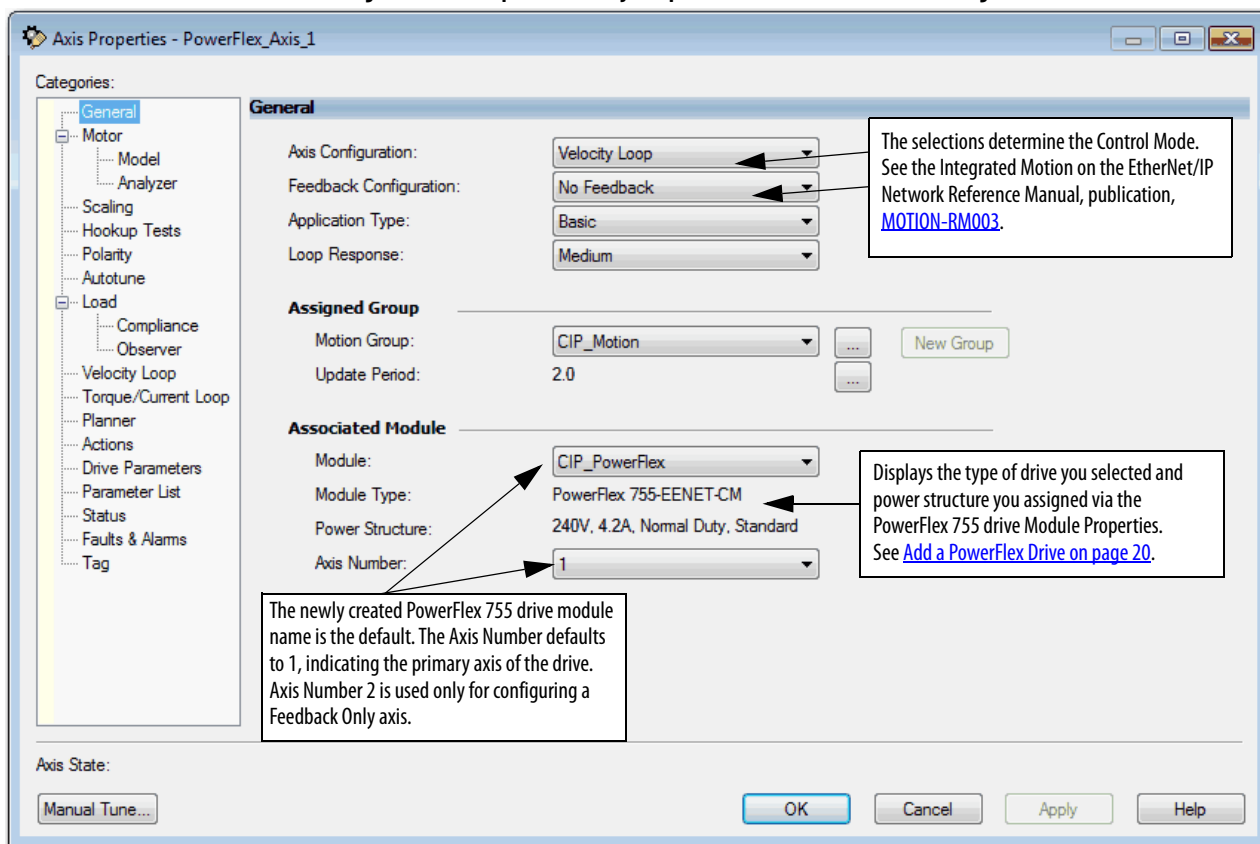 Axis Properties - PowerFlex_Axis_1
Categories:
General
Motor
Model
Analyzer
Scaling
Hookup Tests
Polarity
Autotune
Load
Compliance
Observer
Velocity Loop
Torque/Current Loop
Planner
Actions
Drive Parameters
Parameter List
Status
Faults & Alarms
Tag
General
Axis Configuration: Velocity Loop
Feedback Configuration: No Feedback
Application Type: Basic
Loop Response: Medium
The selections determine the Control Mode.
See the Integrated Motion on the EtherNet/IP
Network Reference Manual, publication,
MOTION-RM003.
Assigned Group
Motion Group: CIP_Motion ... New Group
Update Period: 2.0 ...
Associated Module
Module: CIP_PowerFlex
Module Type: PowerFlex 755-EENET-CM
Power Structure: 240V, 4.2A, Normal Duty, Standard
Axis Number: 1
Displays the type of drive you selected and
power structure you assigned via the
PowerFlex 755 drive Module Properties.
See Add a PowerFlex Drive on page 20.
The newly created PowerFlex 755 drive module
name is the default. The Axis Number defaults
to 1, indicating the primary axis of the drive.
Axis Number 2 is used only for configuring a
Feedback Only axis.
Axis State:
Manual Tune... OK Cancel Apply Help